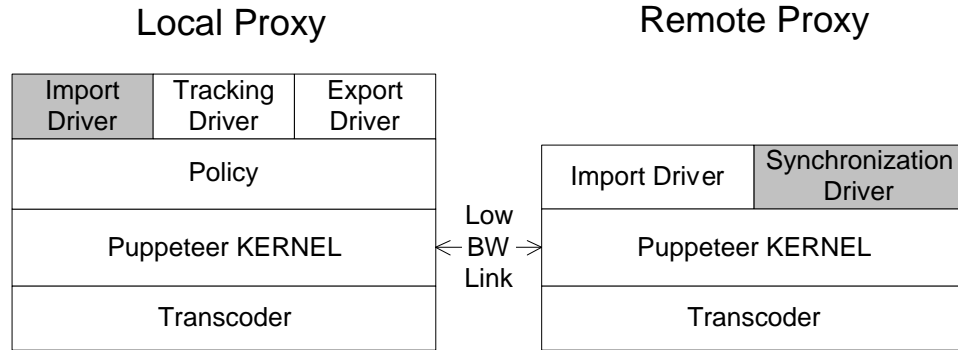 Local Proxy
Remote Proxy
Import
Driver
Tracking
Driver
Export
Driver
Policy
Puppeteer KERNEL
Transcoder
Low
BW
Link
Import Driver
Synchronization
Driver
Puppeteer KERNEL
Transcoder